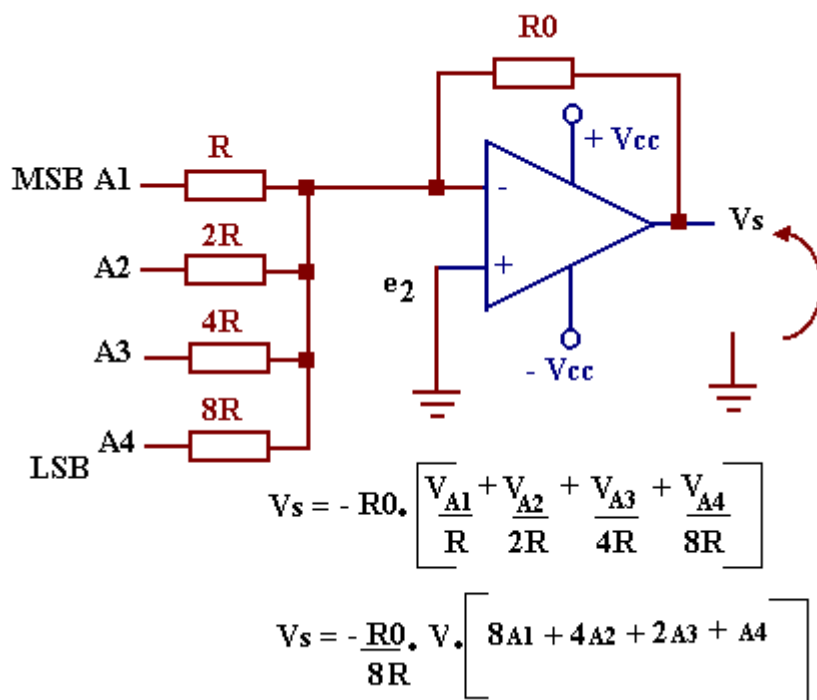 R0
+ Vcc
R
MSB A1
-
Vs
2R
A2
+
e2
4R
A3
- Vcc
8R
A4
LSB
Vs = - R0. [ VA1/R + VA2/2R + VA3/4R + VA4/8R ]
Vs = - R0/8R . V. [ 8A1 + 4A2 + 2A3 + A4 ]